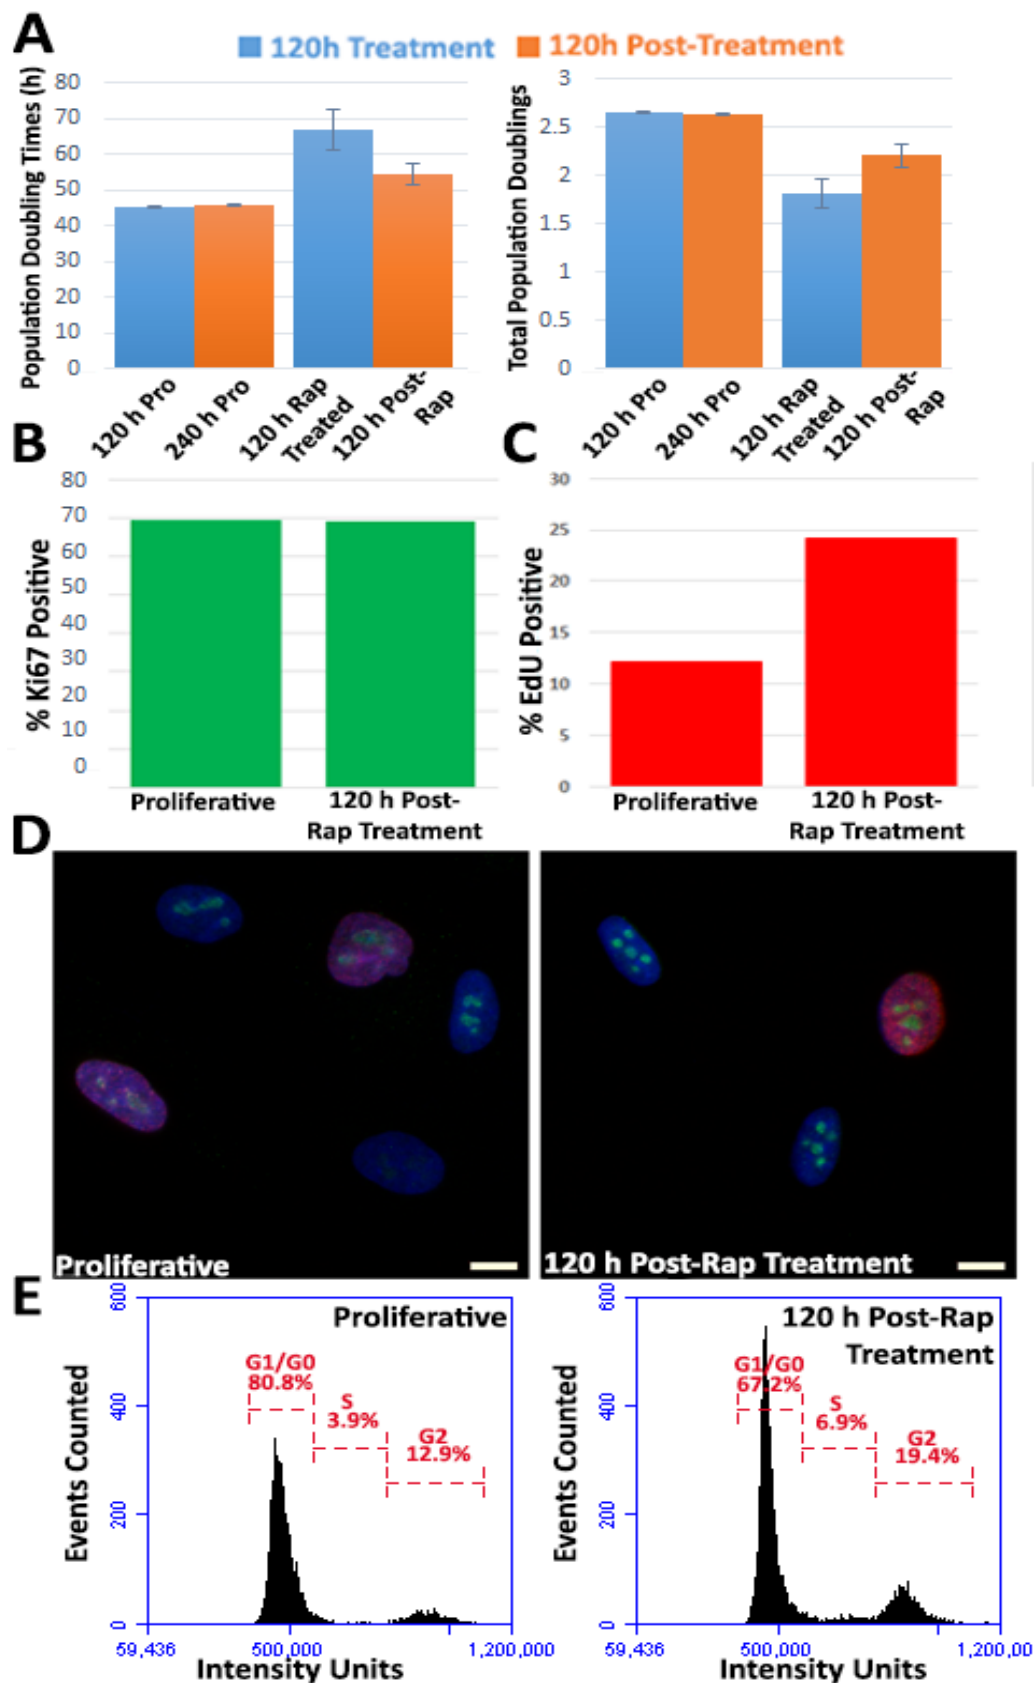 A
120h Treatment 120h Post-Treatment
Population Doubling Times (h)
80
70
60
50
40
30
20
10
0
120 h Pro
240 h Pro
120 h Rap
Treated
120 h Post-
Rap
Total Population Doublings
3
2.5
2
1.5
1
0.5
0
120 h Pro
240 h Pro
120 h Rap
Treated
120 h Post-
Rap
B
% Ki67 Positive
80
70
60
50
40
30
20
10
0
Proliferative
120 h Post-
Rap Treatment
C
% EdU Positive
30
25
20
15
10
5
0
Proliferative
120 h Post-
Rap Treatment
D
Proliferative
120 h Post-Rap Treatment
E
Events Counted
600
400
200
0
Proliferative
G1/G0
80.8%
S
3.9%
G2
12.9%
59,436 500,000 1,200,000
Intensity Units
Events Counted
600
400
200
0
120 h Post-Rap
Treatment
G1/G0
67.2%
S
6.9%
G2
19.4%
59,436 500,000 1,200,00
Intensity Units